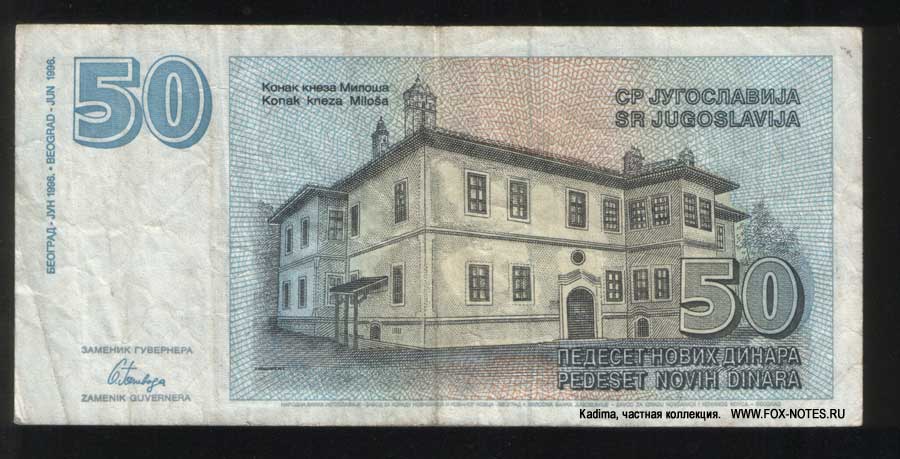 50
БЕОГРАД - ЈУН 1996. • BEOGRAD - JUN 1996.
Конак кнеза Милоша
Konak kneza Miloša
СР ЈУГОСЛАВИЈА
SR JUGOSLAVIJA
50
ПЕДЕСЕТ НОВИХ ДИНАРА
PEDESET NOVIH DINARA
ЗАМЕНИК ГУВЕРНЕРА
ZAMENIK GUVERNERA
Kadima, частная коллекция. WWW.FOX-NOTES.RU